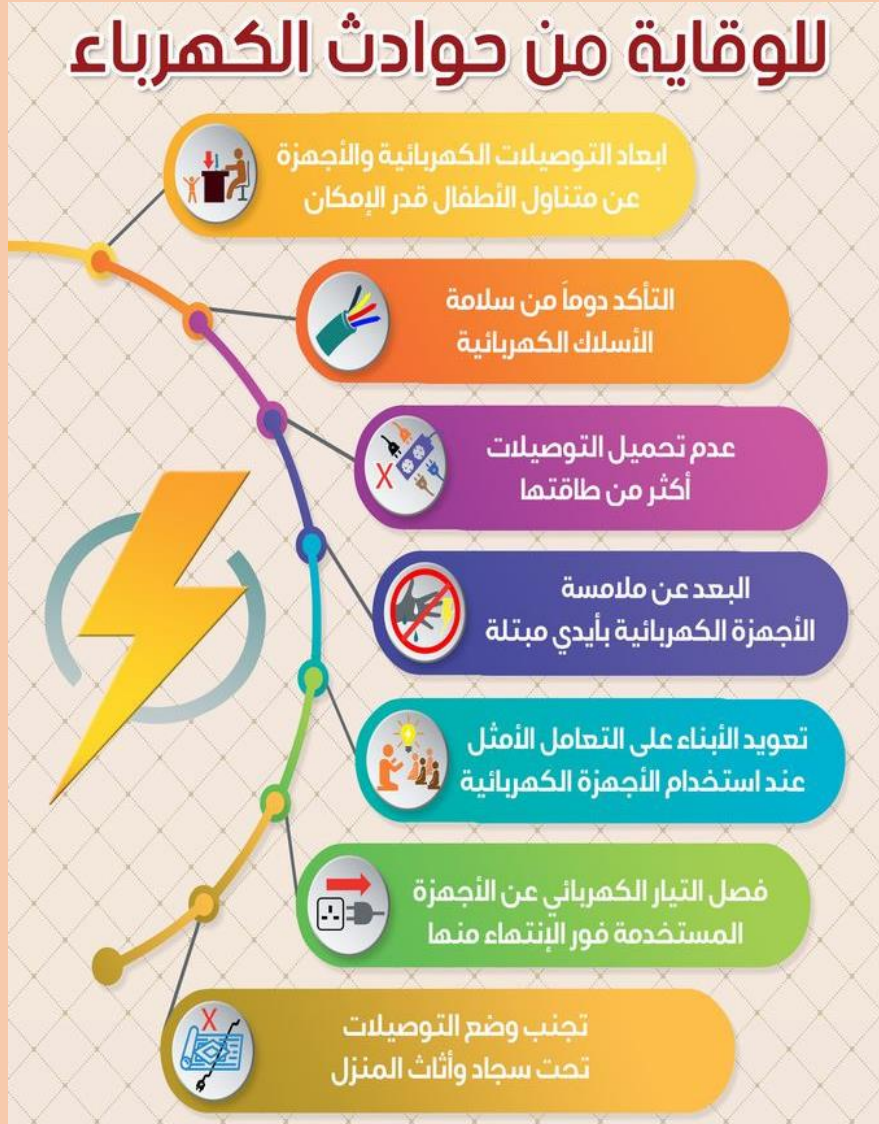 للوقاية من حوادث الكهرباء
ابعاد التوصيلات الكهربائية والأجهزة
عن متناول الأطفال قدر الإمكان
التأكد دوماً من سلامة
الأسلاك الكهربائية
عدم تحميل التوصيلات
أكثر من طاقتها
البعد عن ملامسة
الأجهزة الكهربائية بأيدي مبتلة
تعويد الأبناء على التعامل الأمثل
عند استخدام الأجهزة الكهربائية
فصل التيار الكهربائي عن الأجهزة
المستخدمة فور الإنتهاء منها
تجنب وضع التوصيلات
تحت سجاد وأثاث المنزل